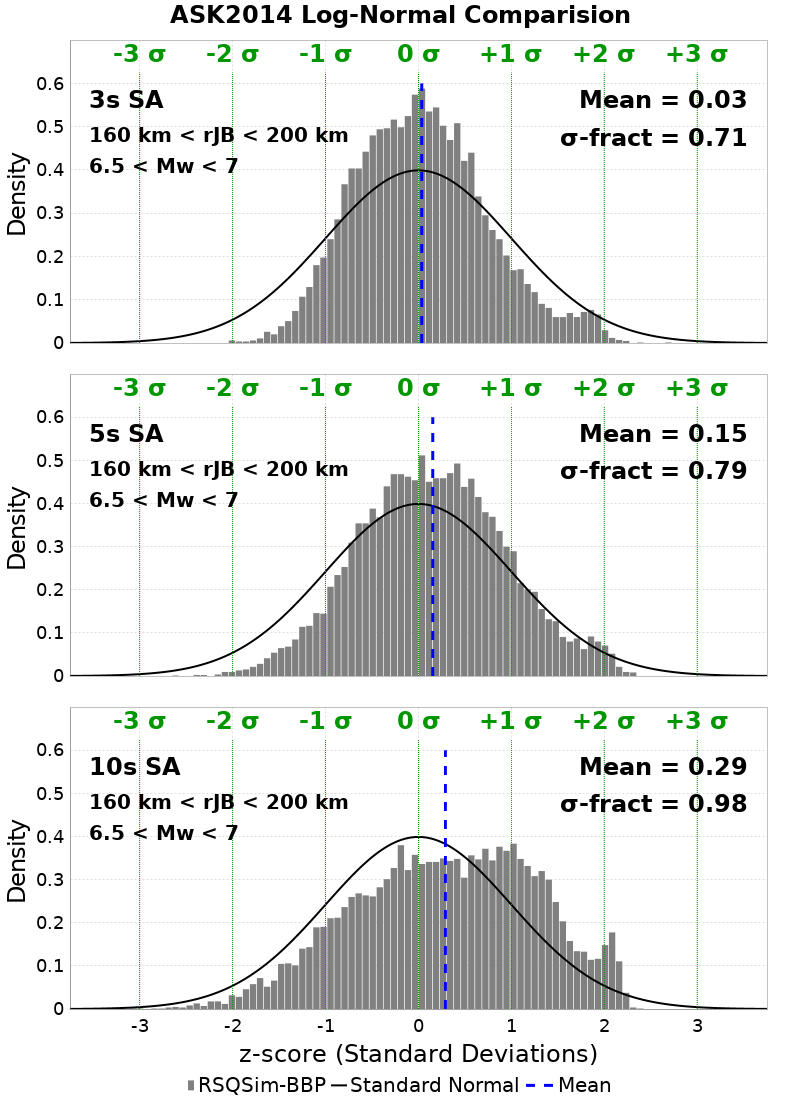 ASK2014 Log-Normal Comparision
-3 σ -2 σ -1 σ 0 σ +1 σ +2 σ +3 σ
3s SA
160 km < rJB < 200 km
6.5 < Mw < 7
Mean = 0.03
σ-fract = 0.71
Density
0.6
0.5
0.4
0.3
0.2
0.1
0
-3 σ -2 σ -1 σ 0 σ +1 σ +2 σ +3 σ
5s SA
160 km < rJB < 200 km
6.5 < Mw < 7
Mean = 0.15
σ-fract = 0.79
Density
0.6
0.5
0.4
0.3
0.2
0.1
0
-3 σ -2 σ -1 σ 0 σ +1 σ +2 σ +3 σ
10s SA
160 km < rJB < 200 km
6.5 < Mw < 7
Mean = 0.29
σ-fract = 0.98
Density
0.6
0.5
0.4
0.3
0.2
0.1
0
-3 -2 -1 0 1 2 3
z-score (Standard Deviations)
RSQSim-BBP Standard Normal Mean